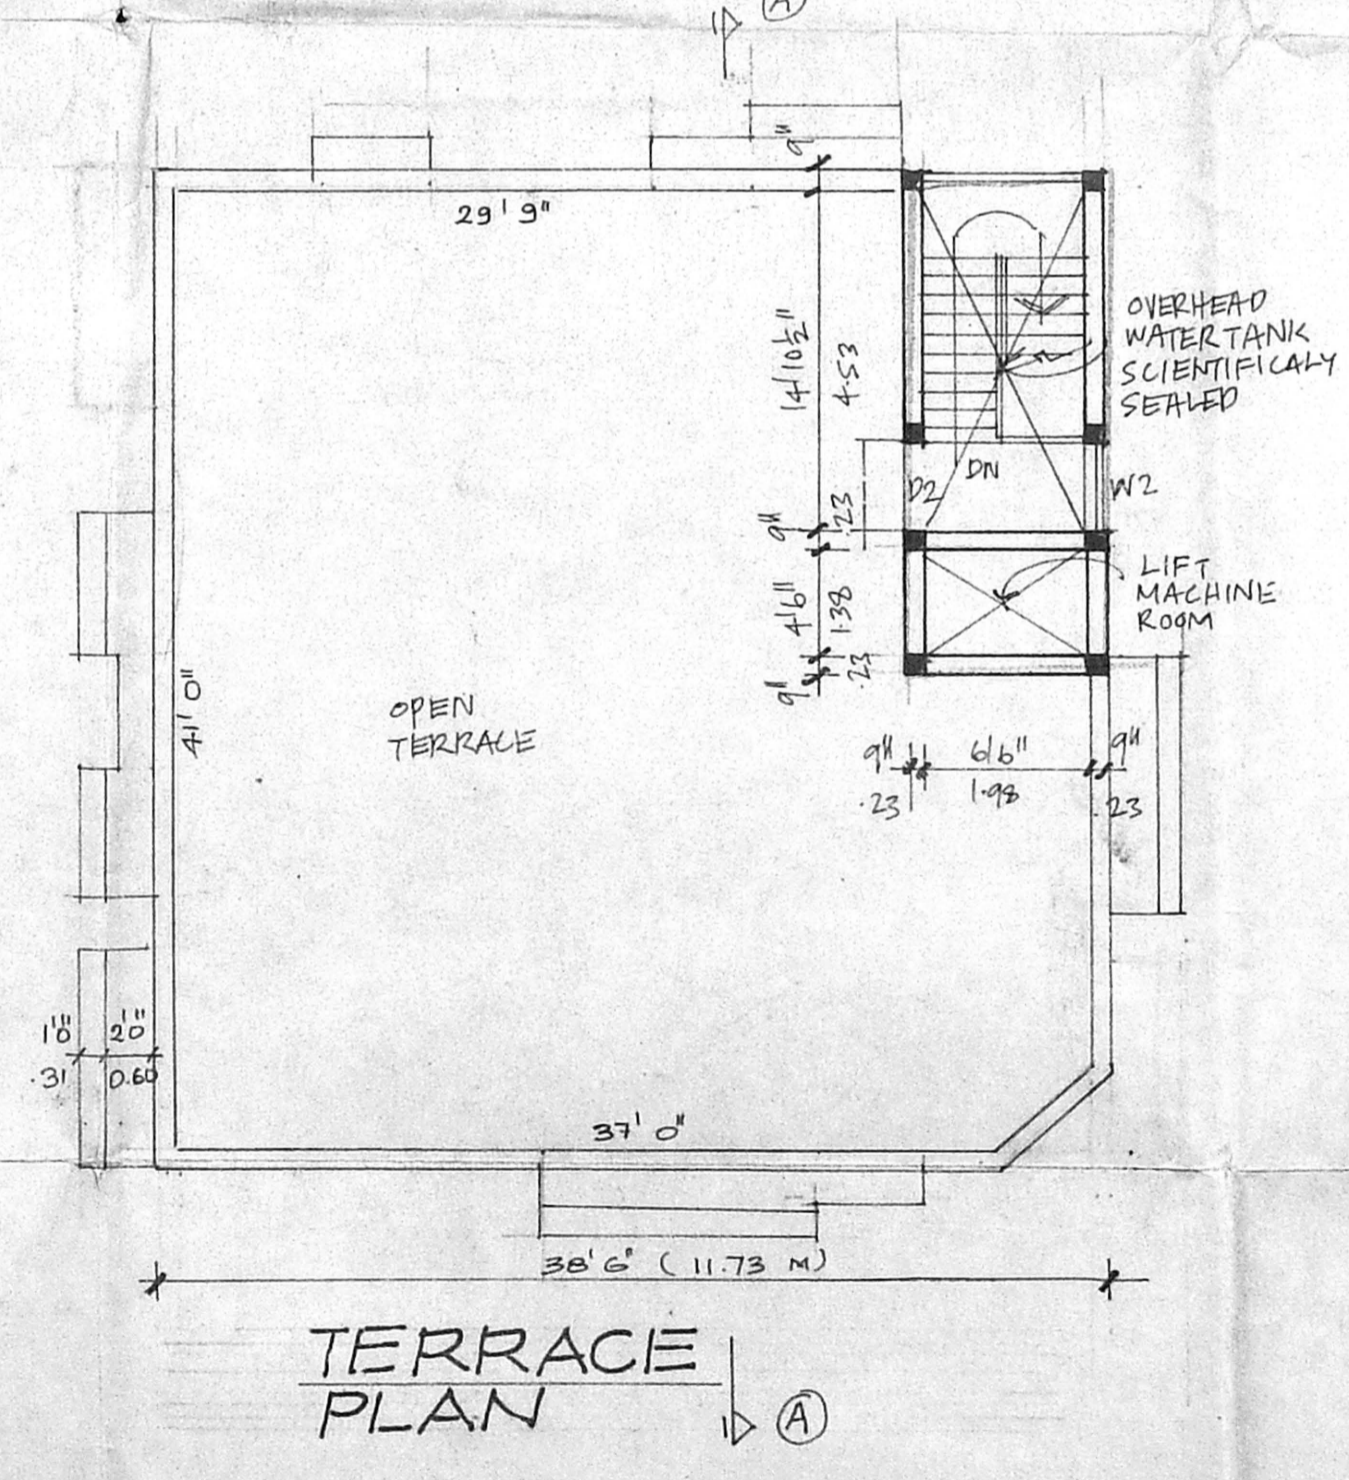 A
9"
29' 9"
14'10½"
4.53
OVERHEAD
WATERTANK
SCIENTIFICALY
SEALED
DN
D2
W2
9"
.23
LIFT
MACHINE
ROOM
4'6"
1.38
9"
.23
41' 0"
OPEN
TERRACE
9"
6'6"
9"
.23
1.98
.23
1'0"
2'0"
.31
0.60
37' 0"
38' 6" ( 11.73 M)
TERRACE
PLAN
A